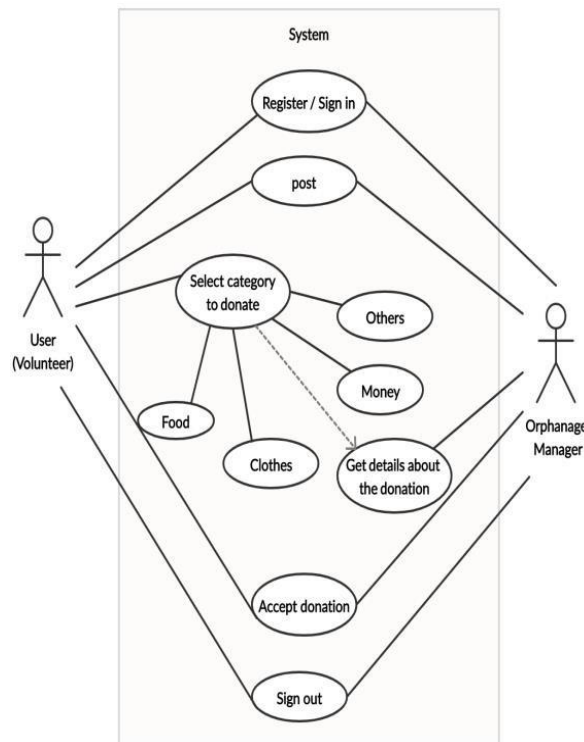 System
Register / Sign in
post
Select category
to donate
Others
User
(Volunteer)
Money
Orphanage
Manager
Food
Clothes
Get details about
the donation
Accept donation
Sign out